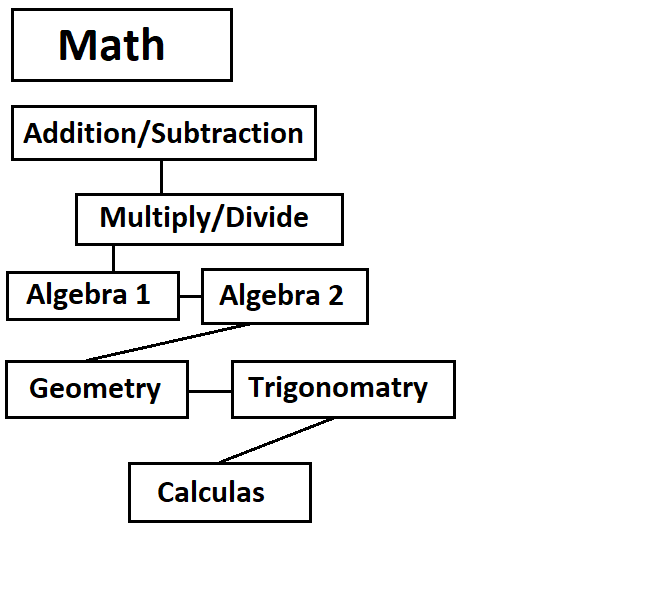 Math
Addition/Subtraction
Multiply/Divide
Algebra 1
Algebra 2
Geometry
Trigonomatry
Calculas